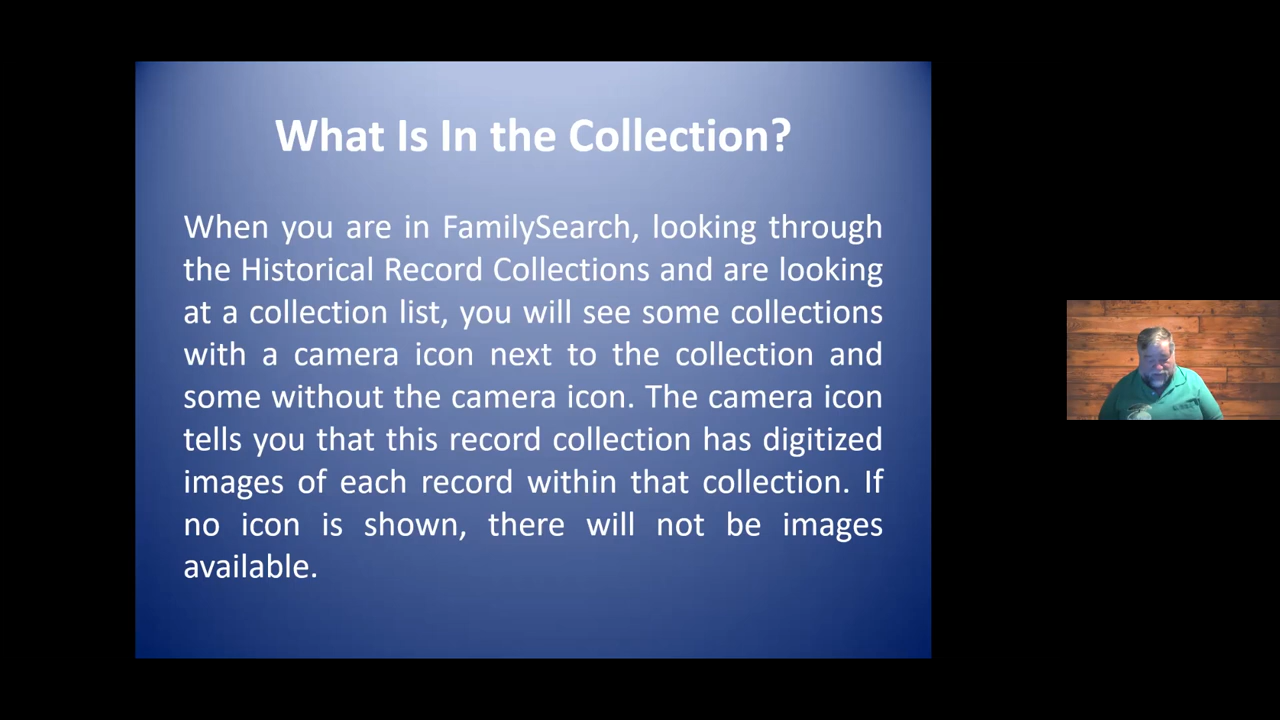 What Is In the Collection?
When you are in FamilySearch, looking through
the Historical Record Collections and are looking
at a collection list, you will see some collections
with a camera icon next to the collection and
some without the camera icon. The camera icon
tells you that this record collection has digitized
images of each record within that collection. If
no icon is shown, there will not be images
available.